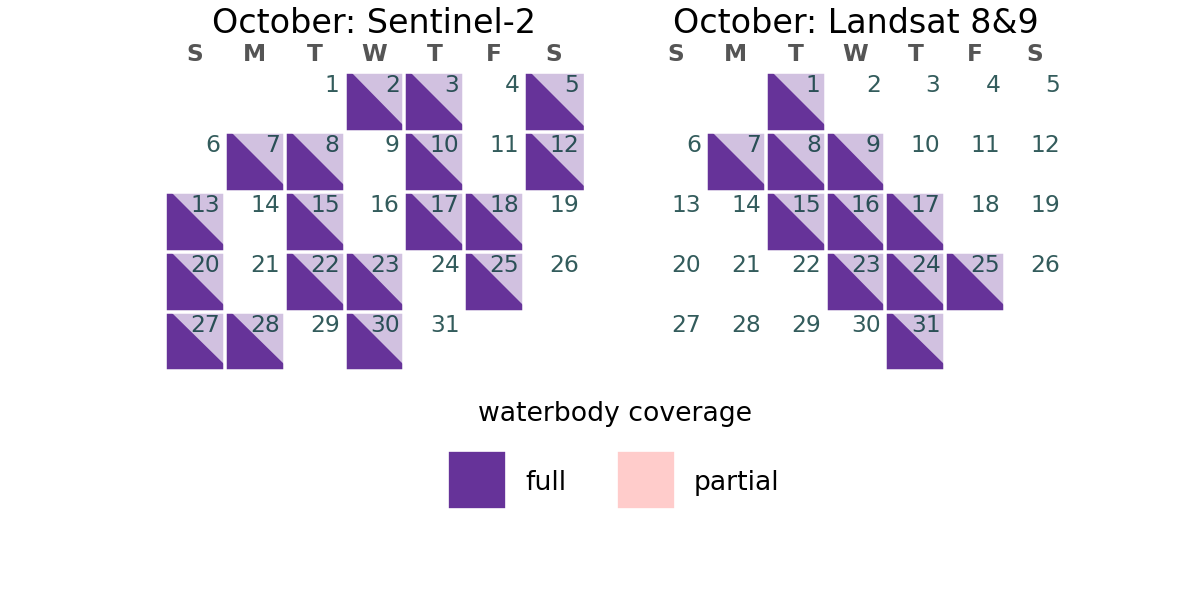 October: Sentinel-2
S M T W T F S
1 2 3 4 5
6 7 8 9 10 11 12
13 14 15 16 17 18 19
20 21 22 23 24 25 26
27 28 29 30 31
October: Landsat 8&9
S M T W T F S
1 2 3 4 5
6 7 8 9 10 11 12
13 14 15 16 17 18 19
20 21 22 23 24 25 26
27 28 29 30 31
waterbody coverage
full partial